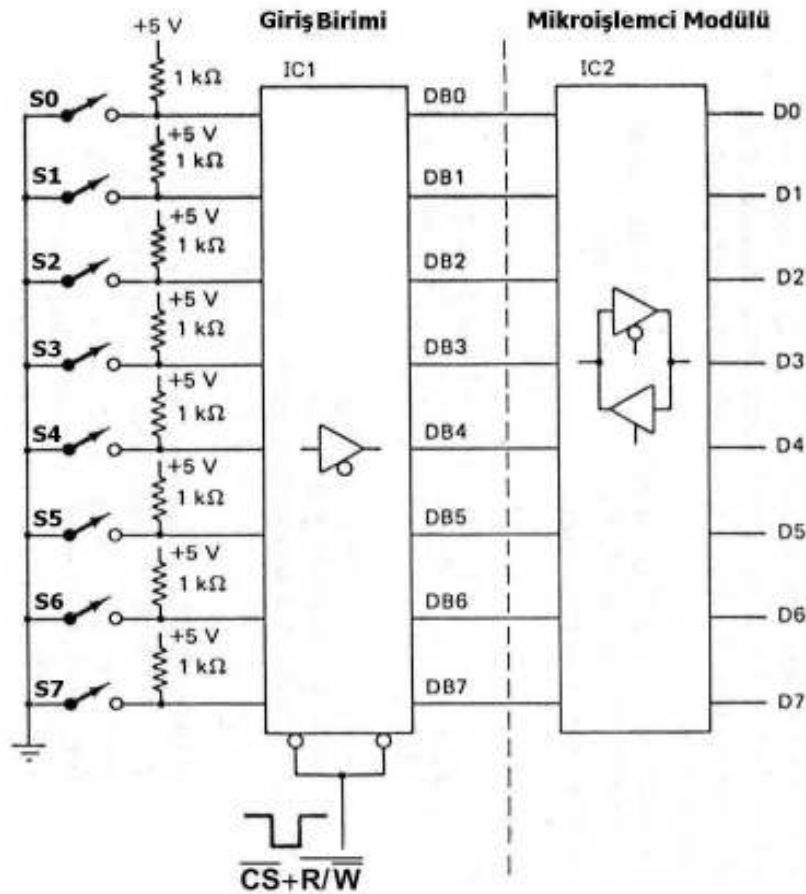 Giriş Birimi
Mikroişlemci Modülü
+5 V
IC1
IC2
1 kΩ
S0
DB0
D0
+5 V
1 kΩ
S1
DB1
D1
+5 V
1 kΩ
S2
DB2
D2
+5 V
1 kΩ
S3
DB3
D3
+5 V
1 kΩ
S4
DB4
D4
+5 V
1 kΩ
S5
DB5
D5
+5 V
1 kΩ
S6
DB6
D6
+5 V
1 kΩ
S7
DB7
D7
C̅S̅+R̅/̅W̅̅